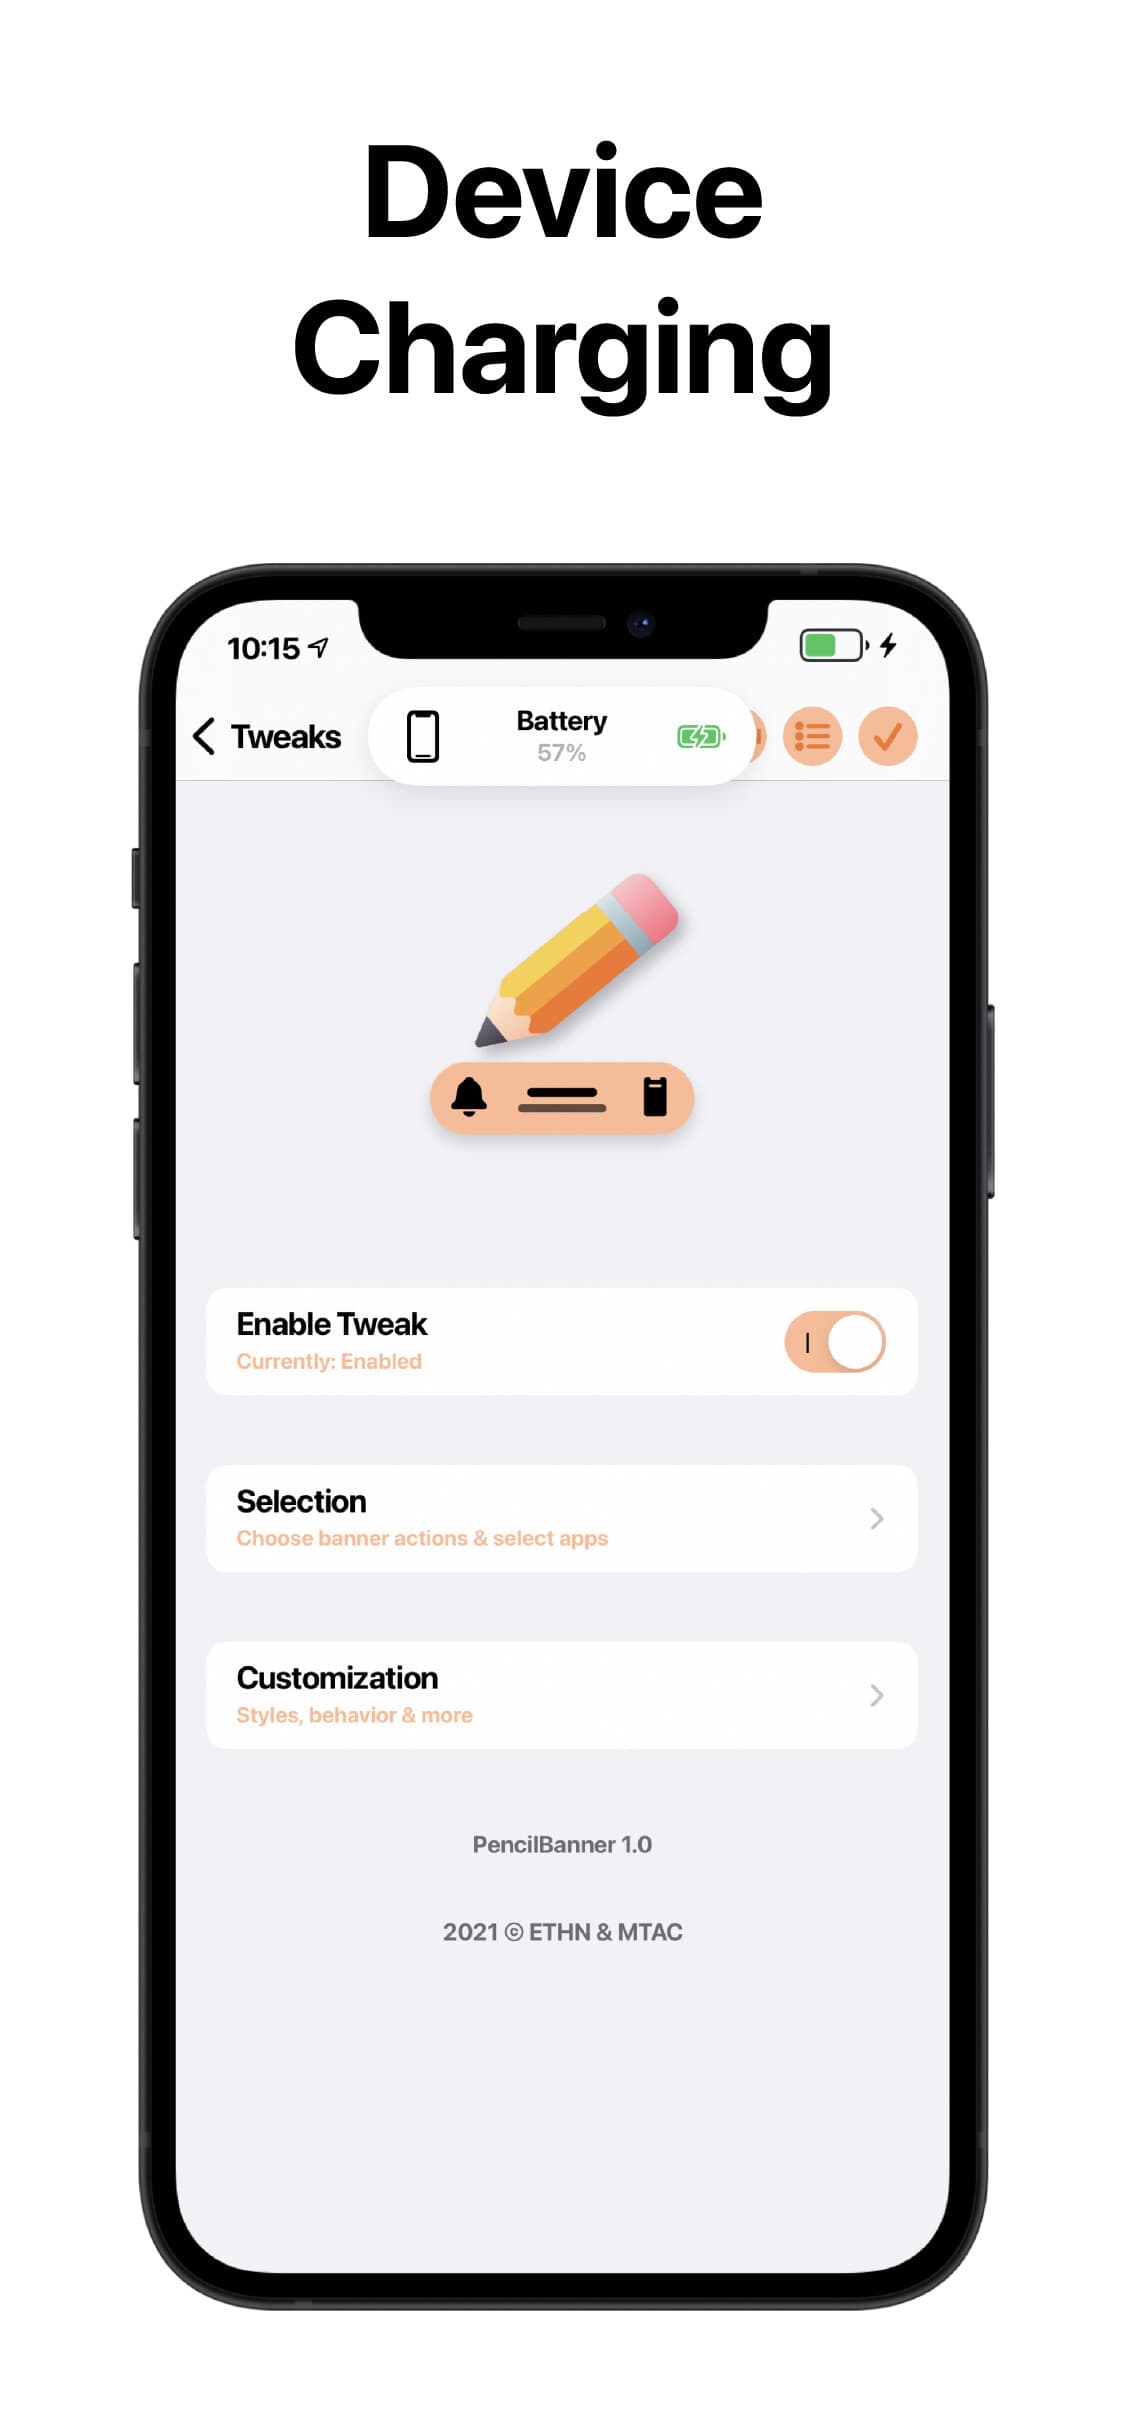 Device
Charging
10:15
Tweaks
Battery
57%
Enable Tweak
Currently: Enabled
Selection
Choose banner actions & select apps
Customization
Styles, behavior & more
PencilBanner 1.0
2021 © ETHN & MTAC